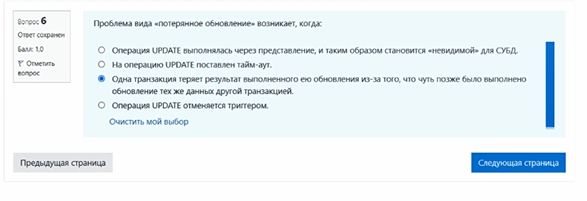 Вопрос 6
Ответ сохранен
Балл: 1.0
Отметить вопрос
Проблема вида «потерянное обновление» возникает, когда:
Операция UPDATE выполнялась через представление, и таким образом становится «невидимой» для СУБД.
На операцию UPDATE поставлен тайм-аут.
Одна транзакция теряет результат выполненного ею обновления из-за того, что чуть позже было выполнено
обновление тех же данных другой транзакцией.
Операция UPDATE отменяется триггером.
Очистить мой выбор
Предыдущая страница
Следующая страница